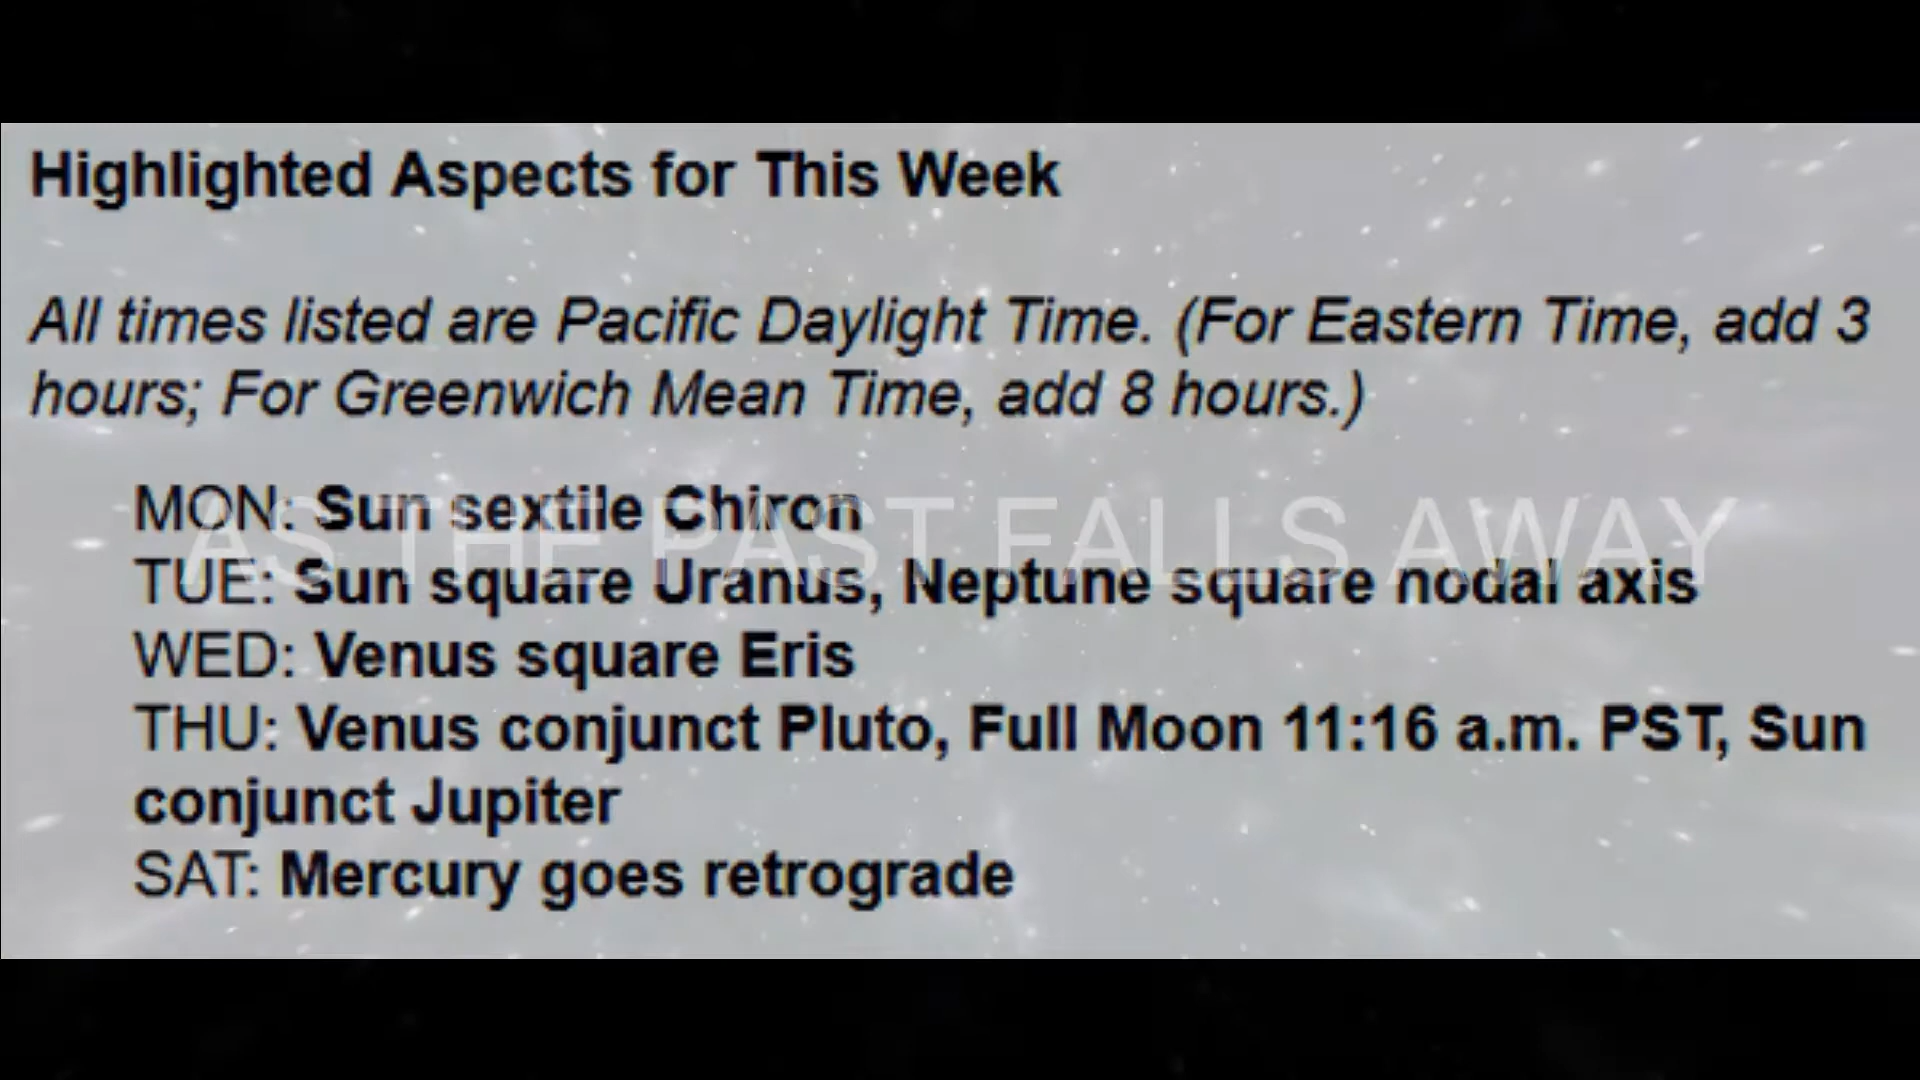 Highlighted Aspects for This Week
All times listed are Pacific Daylight Time. (For Eastern Time, add 3
hours; For Greenwich Mean Time, add 8 hours.)
MON: Sun sextile Chiron
AS THE PAST FALLS AWAY
TUE: Sun square Uranus, Neptune square nodal axis
WED: Venus square Eris
THU: Venus conjunct Pluto, Full Moon 11:16 a.m. PST, Sun
conjunct Jupiter
SAT: Mercury goes retrograde